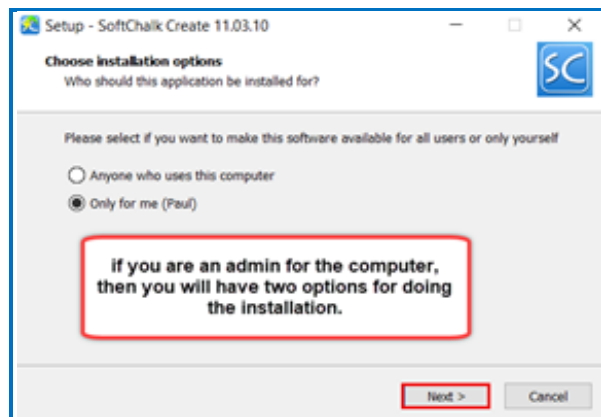 Setup - SoftChalk Create 11.03.10
Choose installation options
Who should this application be installed for?
SC
Please select if you want to make this software available for all users or only yourself
Anyone who uses this computer
Only for me (Paul)
if you are an admin for the computer,
then you will have two options for doing
the installation.
Next >
Cancel